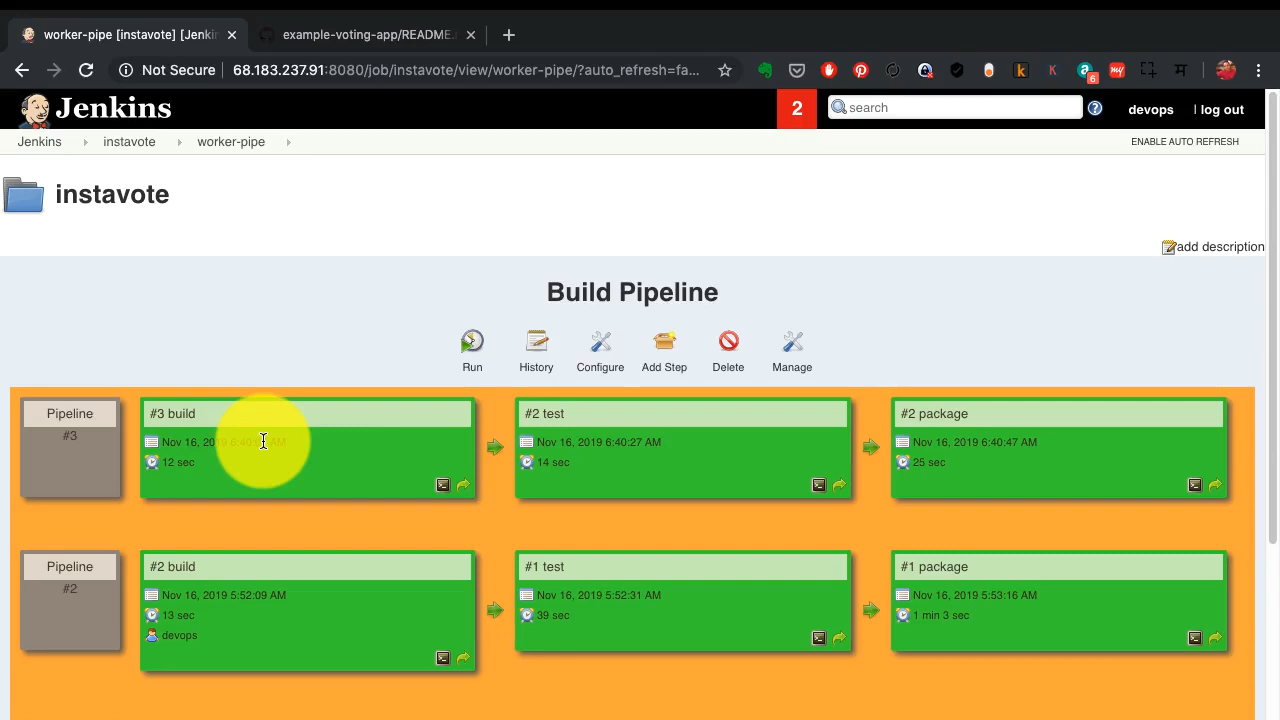 worker-pipe [instavote] [Jenki
example-voting-app/README.
Not Secure
68.183.237.91:8080/job/instavote/view/worker-pipe/?auto_refresh=fa...
6
Jenkins
2
search
devops
log out
Jenkins
instavote
worker-pipe
ENABLE AUTO REFRESH
instavote
add description
Build Pipeline
Run
History
Configure
Add Step
Delete
Manage
Pipeline
#3
#3 build
Nov 16, 2019 6:40:
AM
12 sec
#2 test
Nov 16, 2019 6:40:27 AM
14 sec
#2 package
Nov 16, 2019 6:40:47 AM
25 sec
Pipeline
#2
#2 build
Nov 16, 2019 5:52:09 AM
13 sec
devops
#1 test
Nov 16, 2019 5:52:31 AM
39 sec
#1 package
Nov 16, 2019 5:53:16 AM
1 min 3 sec